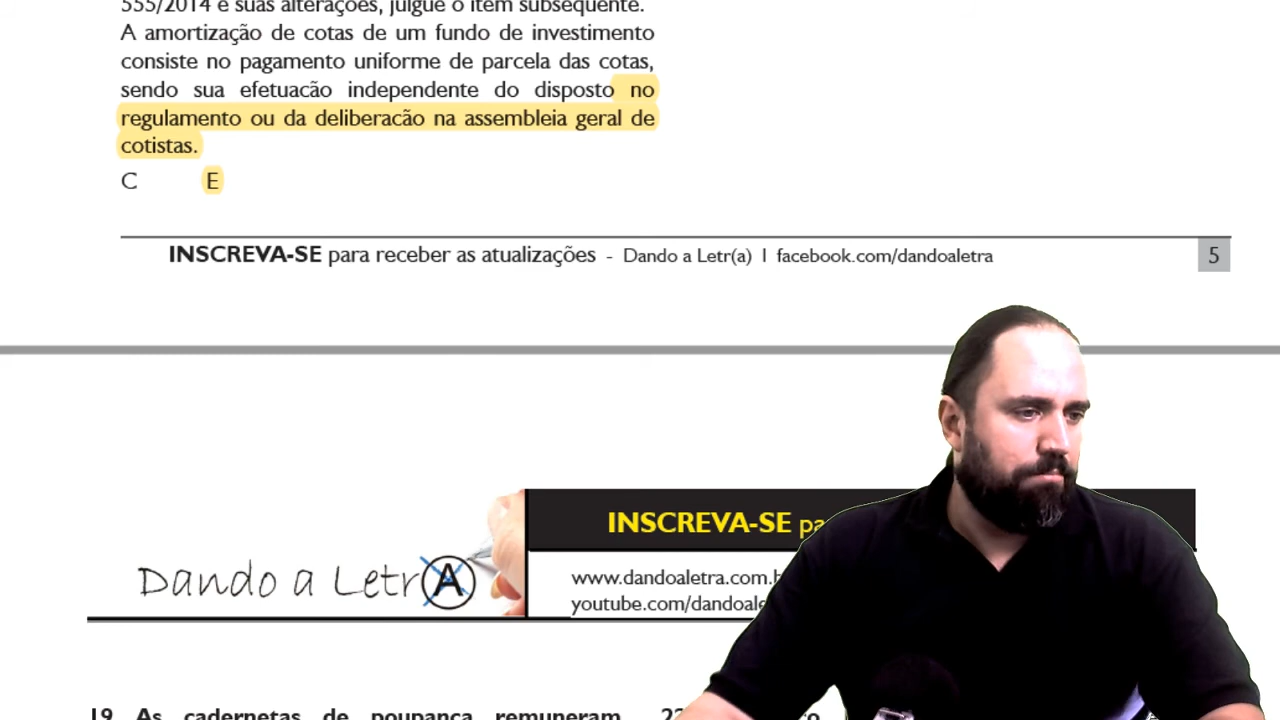 555/2014 e suas alterações, julgue o item subsequente.
A amortização de cotas de um fundo de investimento
consiste no pagamento uniforme de parcela das cotas,
sendo sua efetuacão independente do disposto no
regulamento ou da deliberacão na assembleia geral de
cotistas.
C E
INSCREVA-SE para receber as atualizações - Dando a Letr(a) I facebook.com/dandoaletra 5
Dando a LetrA
INSCREVA-SE
www.dandoaletra.com.b
youtube.com/dandoale
19 As cadernetas de poupança remuneram